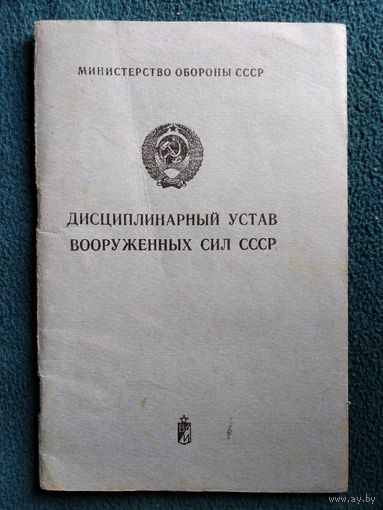 МИНИСТЕРСТВО ОБОРОНЫ СССР
ДИСЦИПЛИНАРНЫЙ УСТАВ
ВООРУЖЕННЫХ СИЛ СССР
www.ay.by